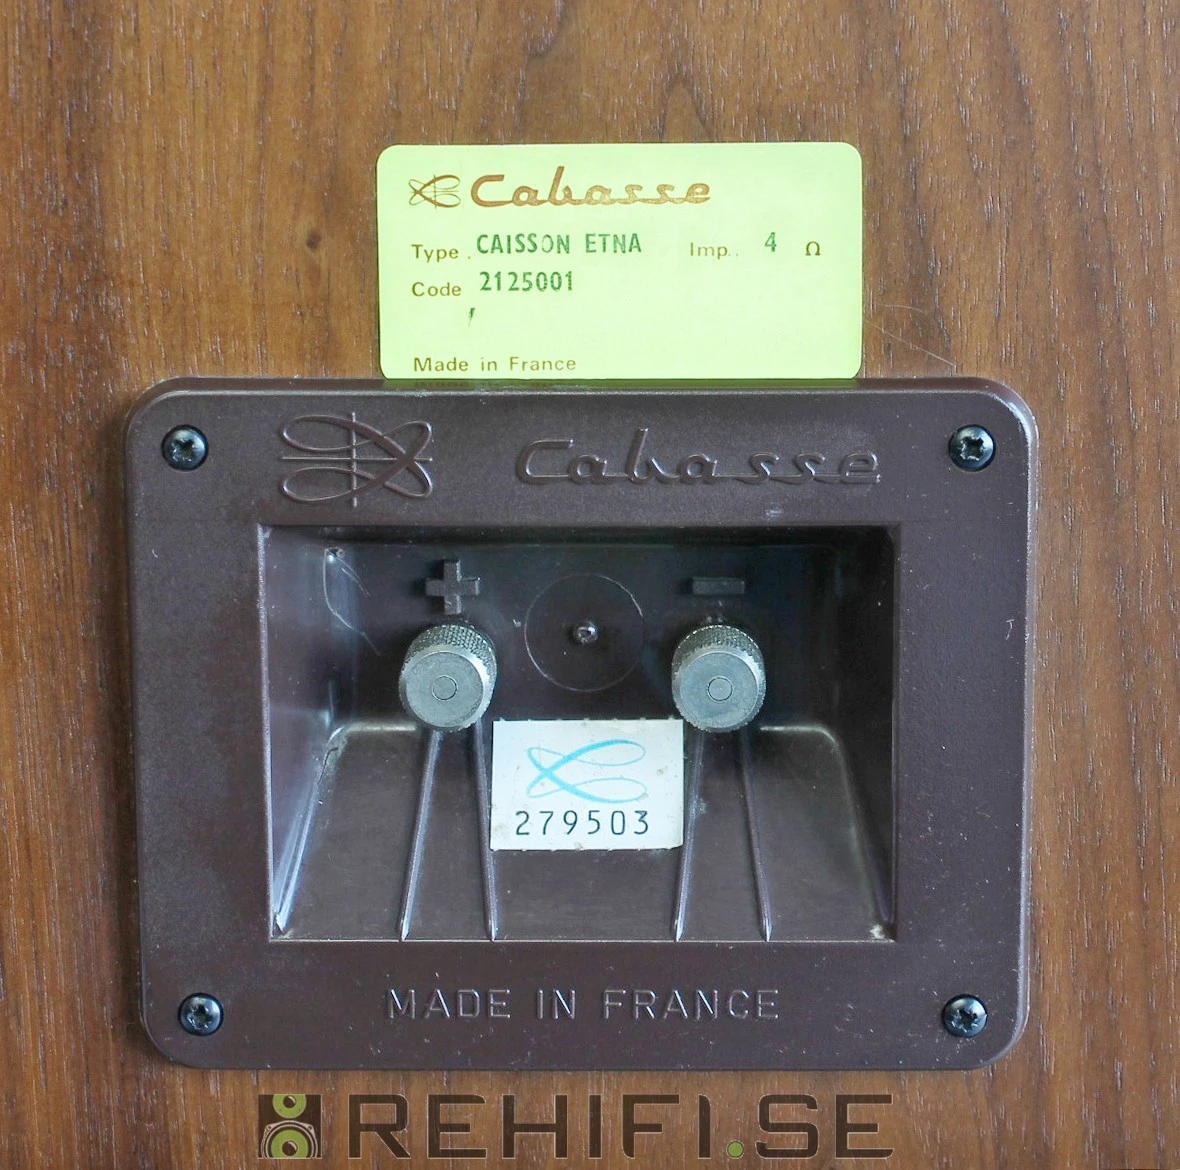 Cabasse
Type . CAISSON ETNA Imp. . 4 Ω
Code 2125001
Made in France
Cabasse
+ −
279503
MADE IN FRANCE
REHIFI.SE